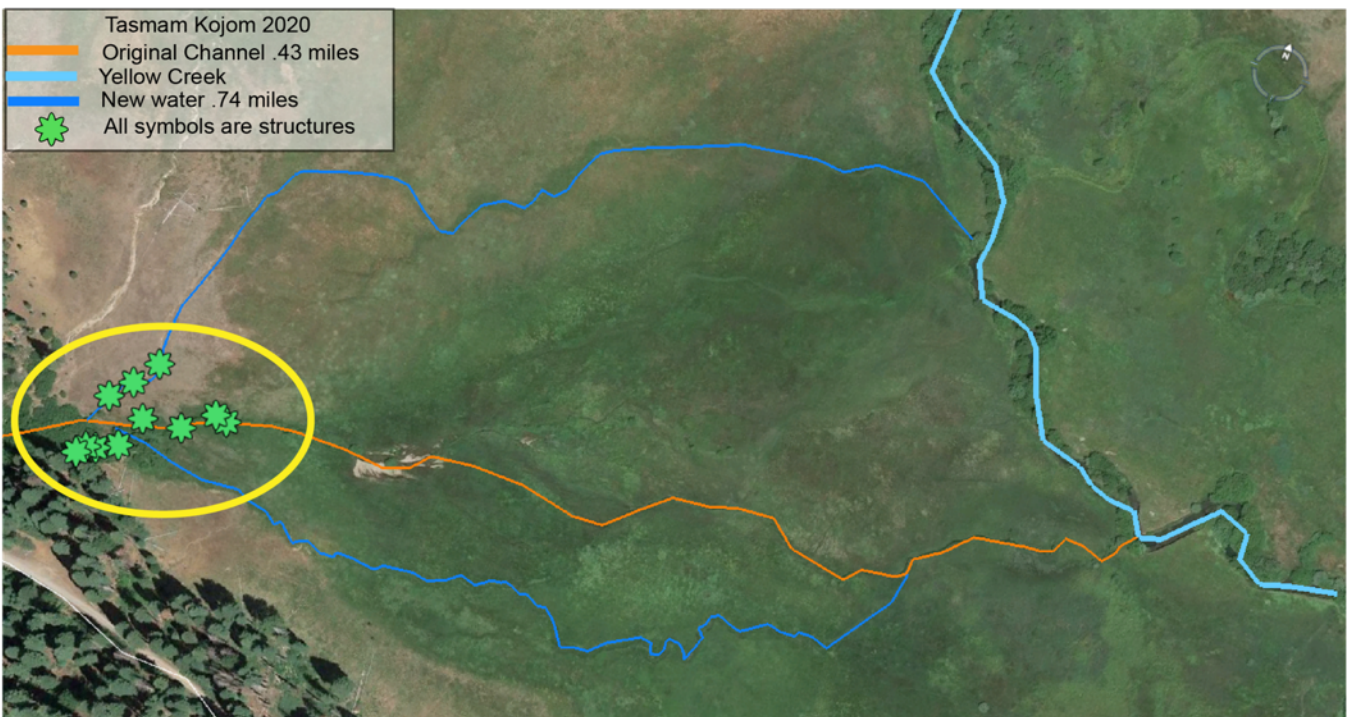 Tasmam Kojom 2020
Original Channel .43 miles
Yellow Creek
New water .74 miles
All symbols are structures
N